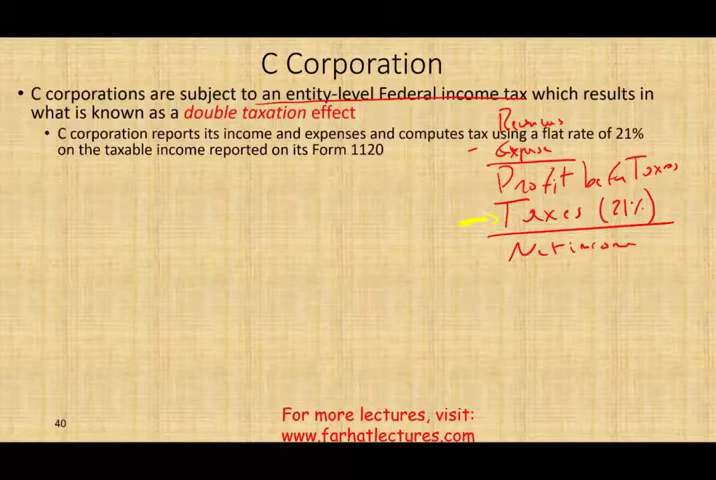 C Corporation
• C corporations are subject to an entity-level Federal income tax which results in
what is known as a double taxation effect
• C corporation reports its income and expenses and computes tax using a flat rate of 21%
on the taxable income reported on its Form 1120
Revenues
- Expense
Profit before Taxes
Taxes (21%)
Net income
40
For more lectures, visit:
www.farhatlectures.com